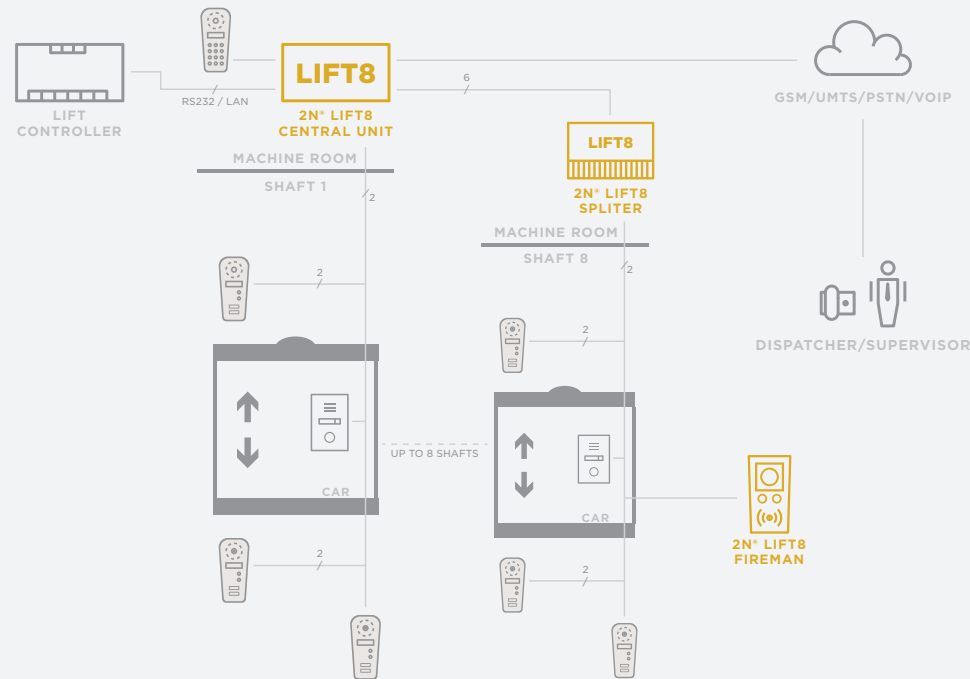 LIFT8
6
GSM/UMTS/PSTN/VOIP
RS232 / LAN
LIFT
CONTROLLER
2N® LIFT8
CENTRAL UNIT
LIFT8
MACHINE ROOM
SHAFT 1
2
2N® LIFT8
SPLITER
MACHINE ROOM
SHAFT 8
2
2
2
DISPATCHER/SUPERVISOR
UP TO 8 SHAFTS
CAR
CAR
2N® LIFT8
FIREMAN
2
2